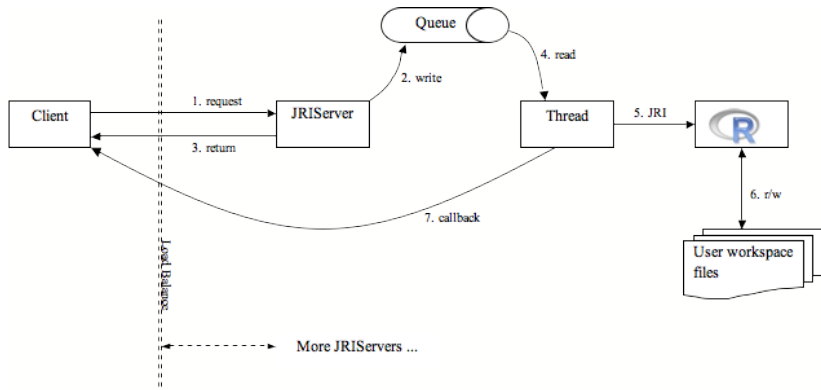 Queue
4. read
2. write
1. request
Client
JRIServer
Thread
5. JRI
R
3. return
6. r/w
7. callback
User workspace
files
Load Balance
More JRIServers ...